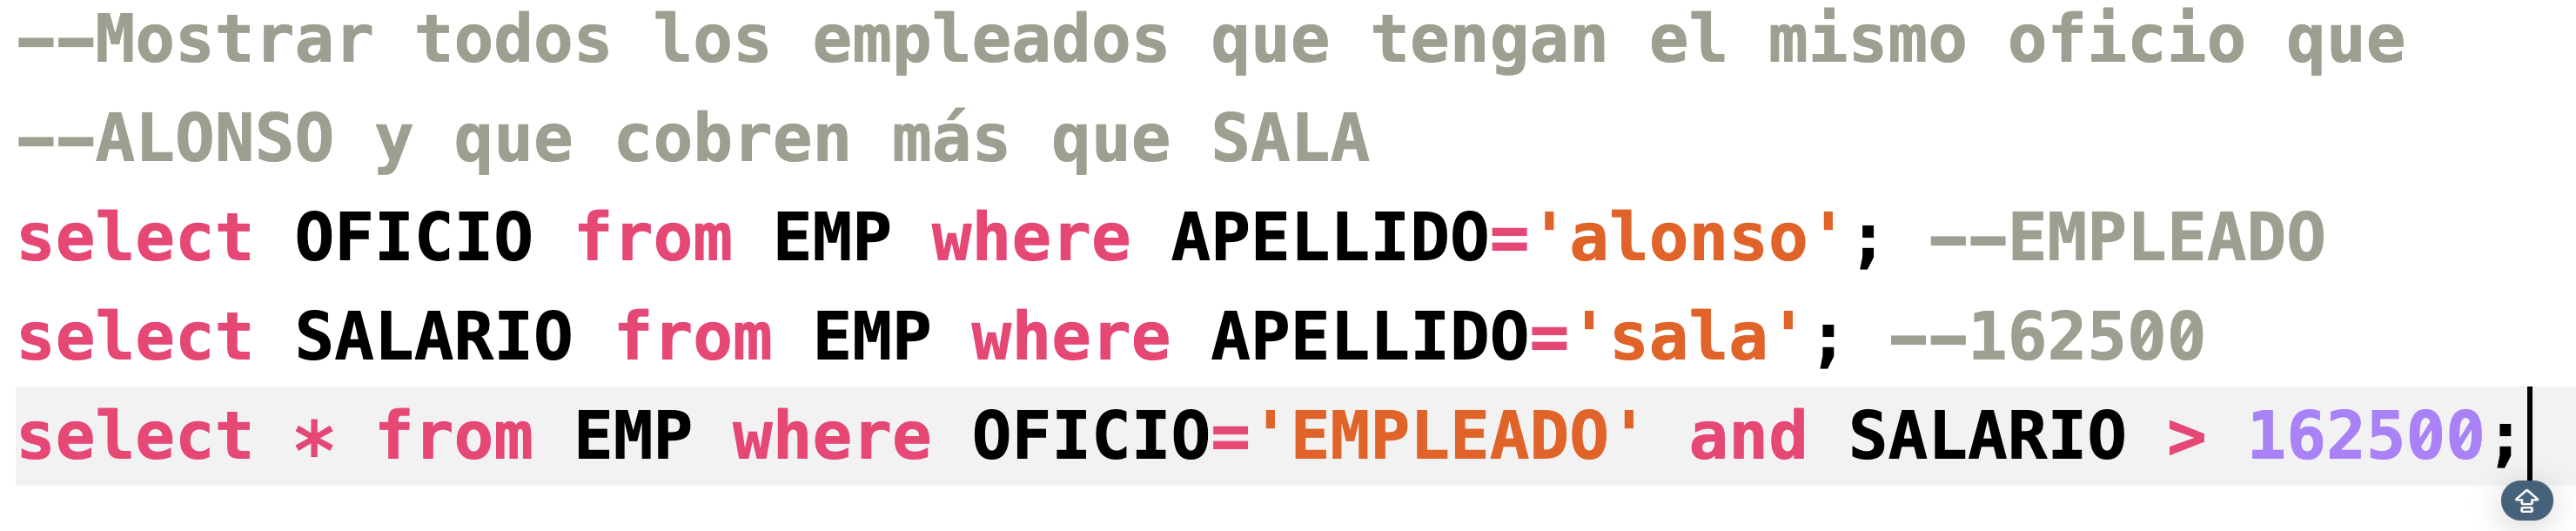 --Mostrar todos los empleados que tengan el mismo oficio que
--ALONSO y que cobren más que SALA
select OFICIO from EMP where APELLIDO='alonso'; --EMPLEADO
select SALARIO from EMP where APELLIDO='sala'; --162500
select * from EMP where OFICIO='EMPLEADO' and SALARIO > 162500;